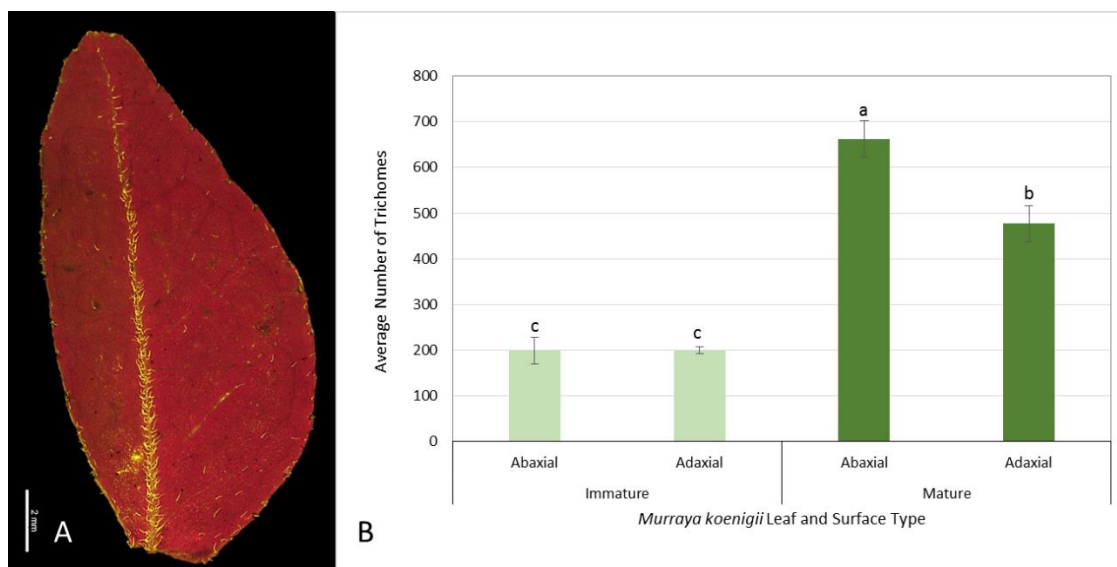 2 mm
A
B
Average Number of Trichomes
800
700
600
500
400
300
200
100
0
c
c
a
b
Abaxial
Adaxial
Abaxial
Adaxial
Immature
Mature
Murraya koenigii Leaf and Surface Type